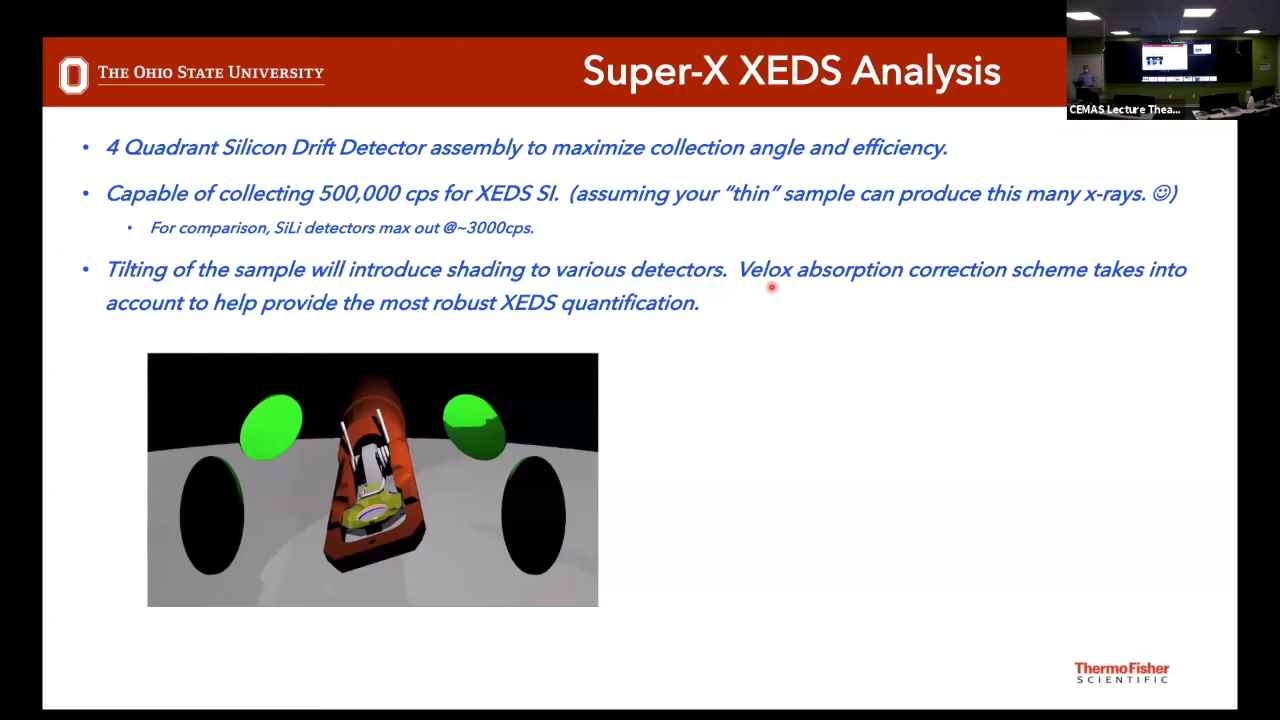 THE OHIO STATE UNIVERSITY
Super-X XEDS Analysis
CEMAS Lecture Thea...
• 4 Quadrant Silicon Drift Detector assembly to maximize collection angle and efficiency.
• Capable of collecting 500,000 cps for XEDS SI. (assuming your “thin” sample can produce this many x-rays. ☺)
• For comparison, SiLi detectors max out @~3000cps.
• Tilting of the sample will introduce shading to various detectors. Velox absorption correction scheme takes into
account to help provide the most robust XEDS quantification.
ThermoFisher
SCIENTIFIC